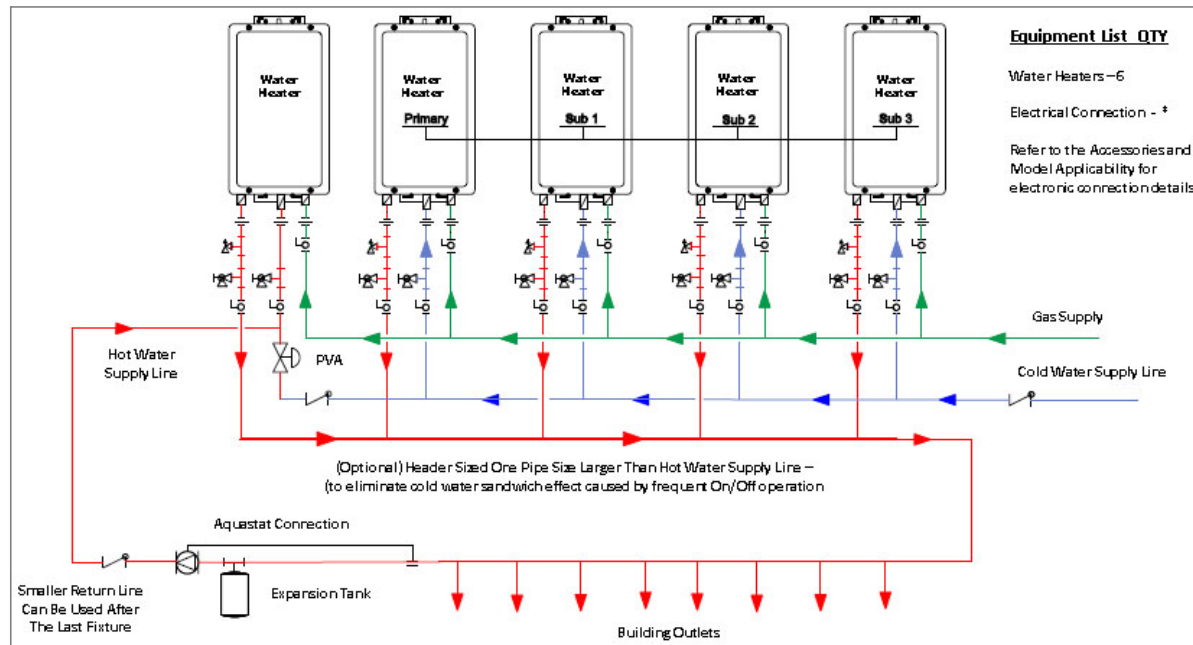 Water
Heater
Water
Heater
Primary
Water
Heater
Sub 1
Water
Heater
Sub 2
Water
Heater
Sub 3
Equipment List QTY
Water Heaters – 6
Electrical Connection - *
Refer to the Accessories and
Model Applicability for
electronic connection details
Gas Supply
Hot Water
Supply Line
PVA
Cold Water Supply Line
(Optional) Header Sized One Pipe Size Larger Than Hot Water Supply Line –
(to eliminate cold water sandwich effect caused by frequent On/Off operation
Aquastat Connection
Smaller Return Line
Can Be Used After
The Last Fixture
Expansion Tank
Building Outlets